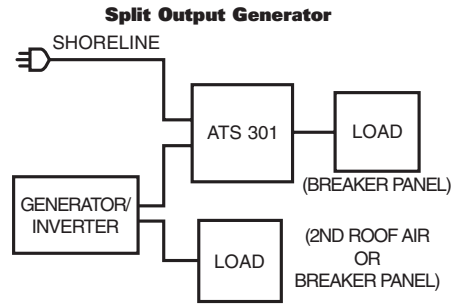 Split Output Generator
SHORELINE
ATS 301
LOAD
(BREAKER PANEL)
GENERATOR/
INVERTER
LOAD
(2ND ROOF AIR
OR
BREAKER PANEL)